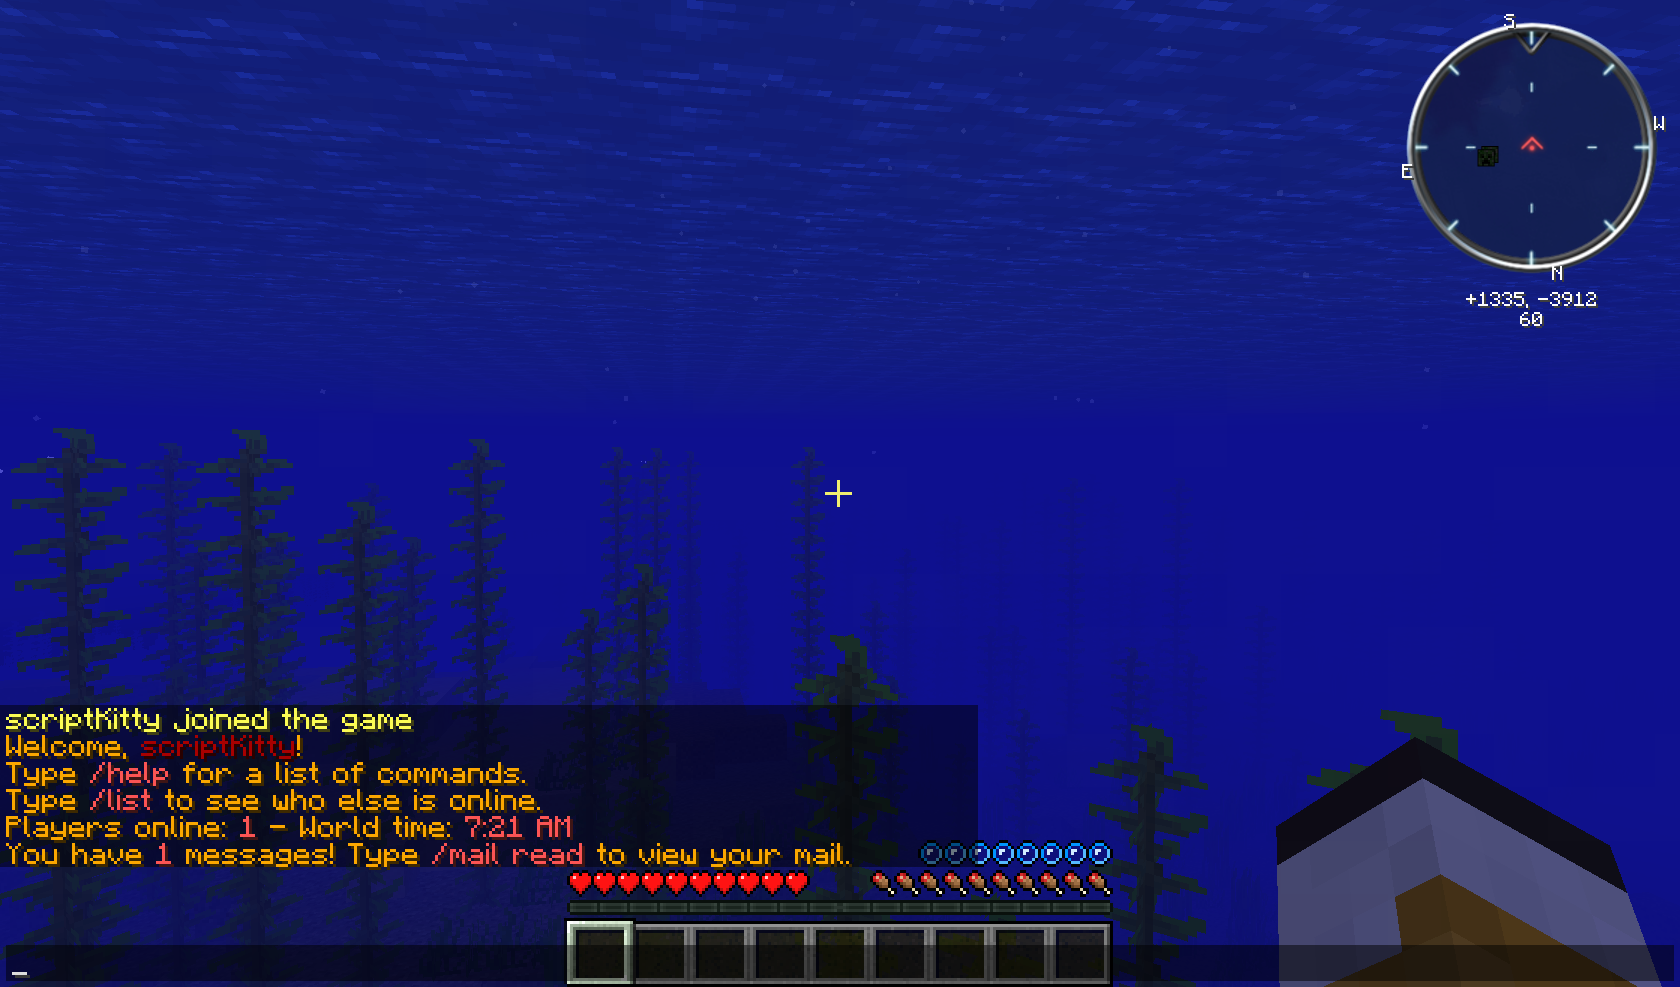 S
W
E
N
+1335, -3912
60
scriptKitty joined the game
Welcome, scriptKitty!
Type /help for a list of commands.
Type /list to see who else is online.
Players online: 1 - World time: 7:21 AM
You have 1 messages! Type /mail read to view your mail.
_